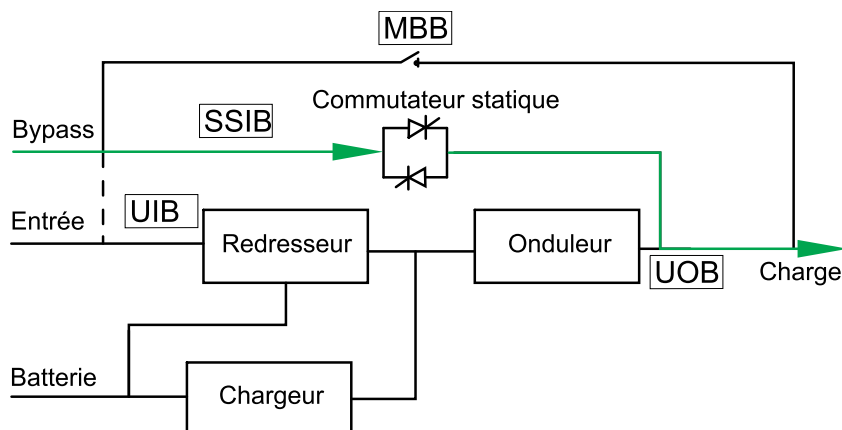 MBB
Commutateur statique
SSIB
Bypass
UIB
Entrée
Redresseur
Onduleur
UOB
Charge
Batterie
Chargeur